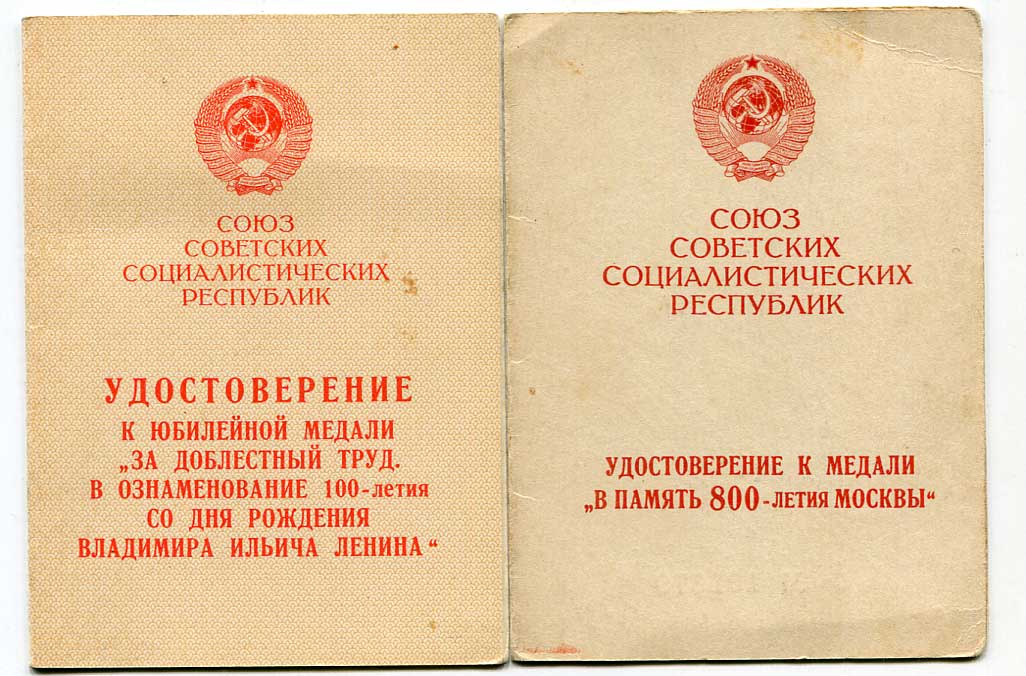 СОЮЗ
СОВЕТСКИХ
СОЦИАЛИСТИЧЕСКИХ
РЕСПУБЛИК
УДОСТОВЕРЕНИЕ
К ЮБИЛЕЙНОЙ МЕДАЛИ
„ЗА ДОБЛЕСТНЫЙ ТРУД.
В ОЗНАМЕНОВАНИЕ 100-летия
СО ДНЯ РОЖДЕНИЯ
ВЛАДИМИРА ИЛЬИЧА ЛЕНИНА“
СОЮЗ
СОВЕТСКИХ
СОЦИАЛИСТИЧЕСКИХ
РЕСПУБЛИК
УДОСТОВЕРЕНИЕ К МЕДАЛИ
„В ПАМЯТЬ 800-ЛЕТИЯ МОСКВЫ“